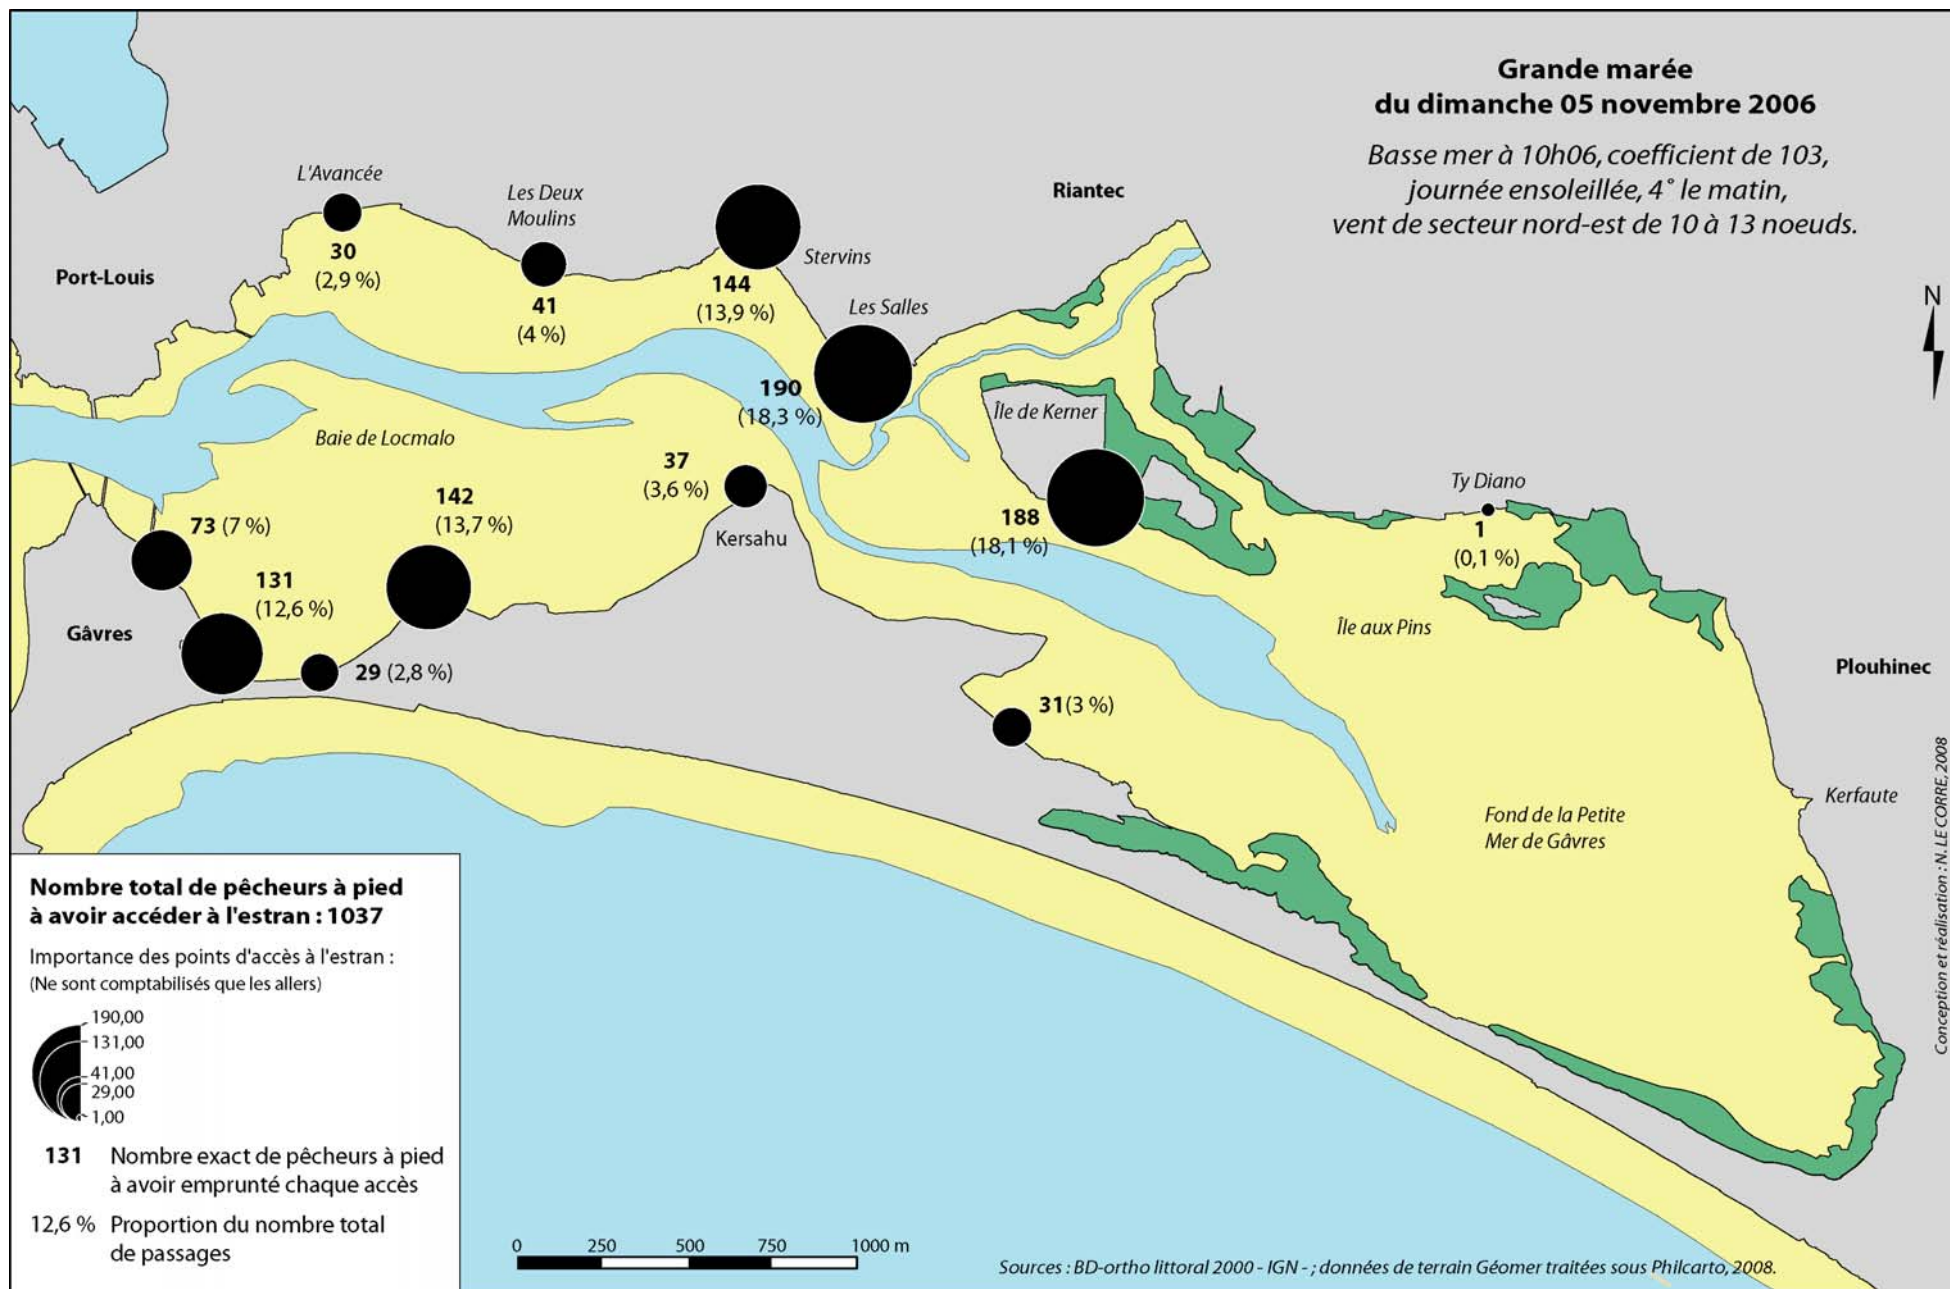 Grande marée
du dimanche 05 novembre 2006
Basse mer à 10h06, coefficient de 103,
journée ensoleillée, 4° le matin,
vent de secteur nord-est de 10 à 13 noeuds.
L'Avancée
30
(2,9 %)
Les Deux
Moulins
41
(4 %)
Stervins
144
(13,9 %)
Riantec
Port-Louis
Les Salles
190
(18,3 %)
N
Île de Kerner
Baie de Locmalo
37
(3,6 %)
Kersahu
142
(13,7 %)
73 (7 %)
131
(12,6 %)
188
(18,1 %)
Ty Diano
1
(0,1 %)
Gâvres
29 (2,8 %)
Île aux Pins
Plouhinec
31(3 %)
Kerfaute
Fond de la Petite
Mer de Gâvres
Nombre total de pêcheurs à pied
à avoir accéder à l'estran : 1037
Importance des points d'accès à l'estran :
(Ne sont comptabilisés que les allers)
190,00
131,00
41,00
29,00
1,00
131 Nombre exact de pêcheurs à pied
à avoir emprunté chaque accès
12,6 % Proportion du nombre total
de passages
0 250 500 750 1000 m
Sources : BD-ortho littoral 2000 - IGN - ; données de terrain Géomer traitées sous Philcarto, 2008.
Conception et réalisation : N. LE CORRE, 2008